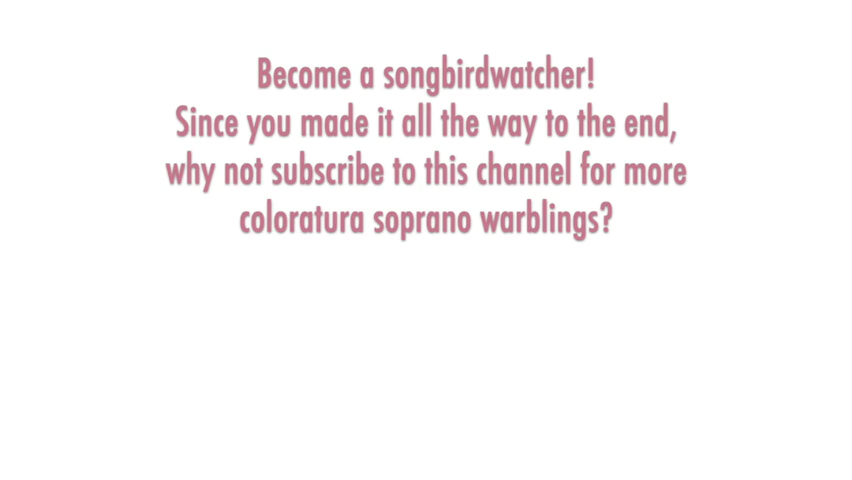 Become a songbirdwatcher!
Since you made it all the way to the end,
why not subscribe to this channel for more
coloratura soprano warblings?